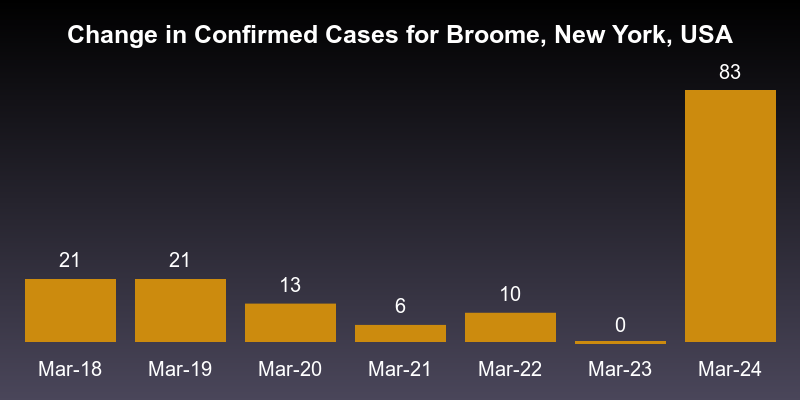 Change in Confirmed Cases for Broome, New York, USA
83
21 21 13 6 10 0
Mar-18 Mar-19 Mar-20 Mar-21 Mar-22 Mar-23 Mar-24